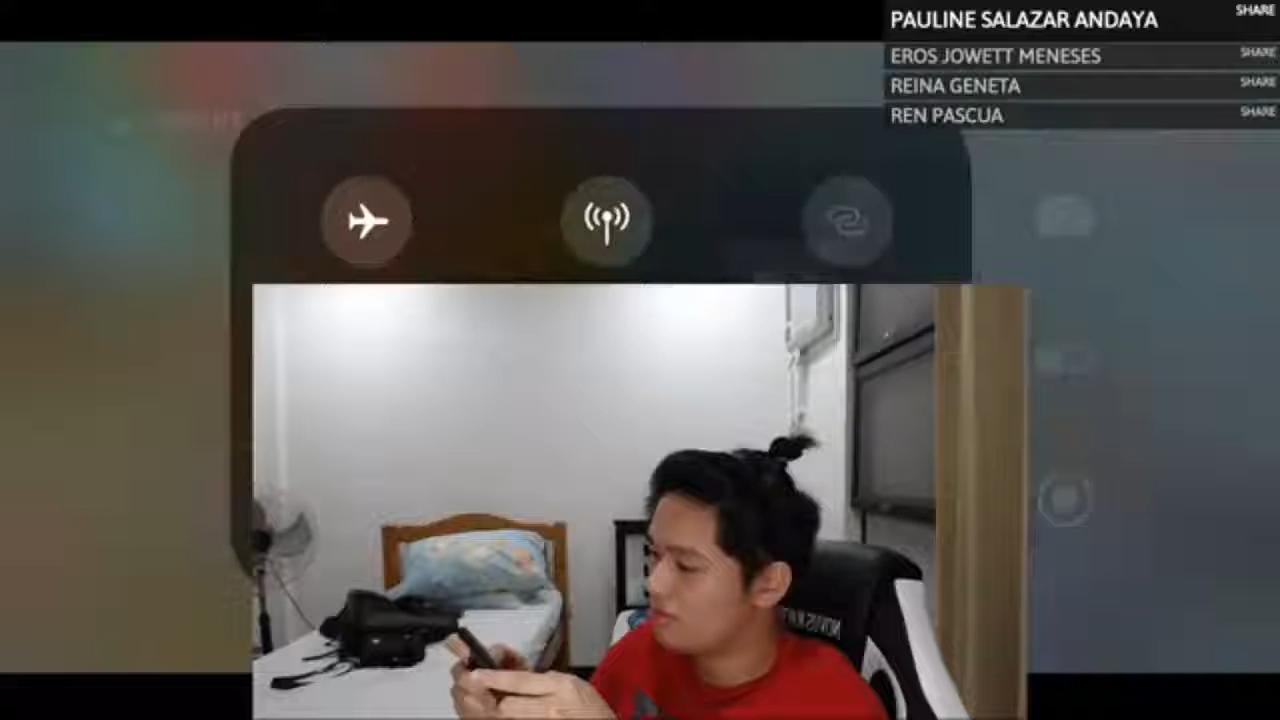 PAULINE SALAZAR ANDAYA SHARE
EROS JOWETT MENESES SHARE
REINA GENETA SHARE
REN PASCUA SHARE